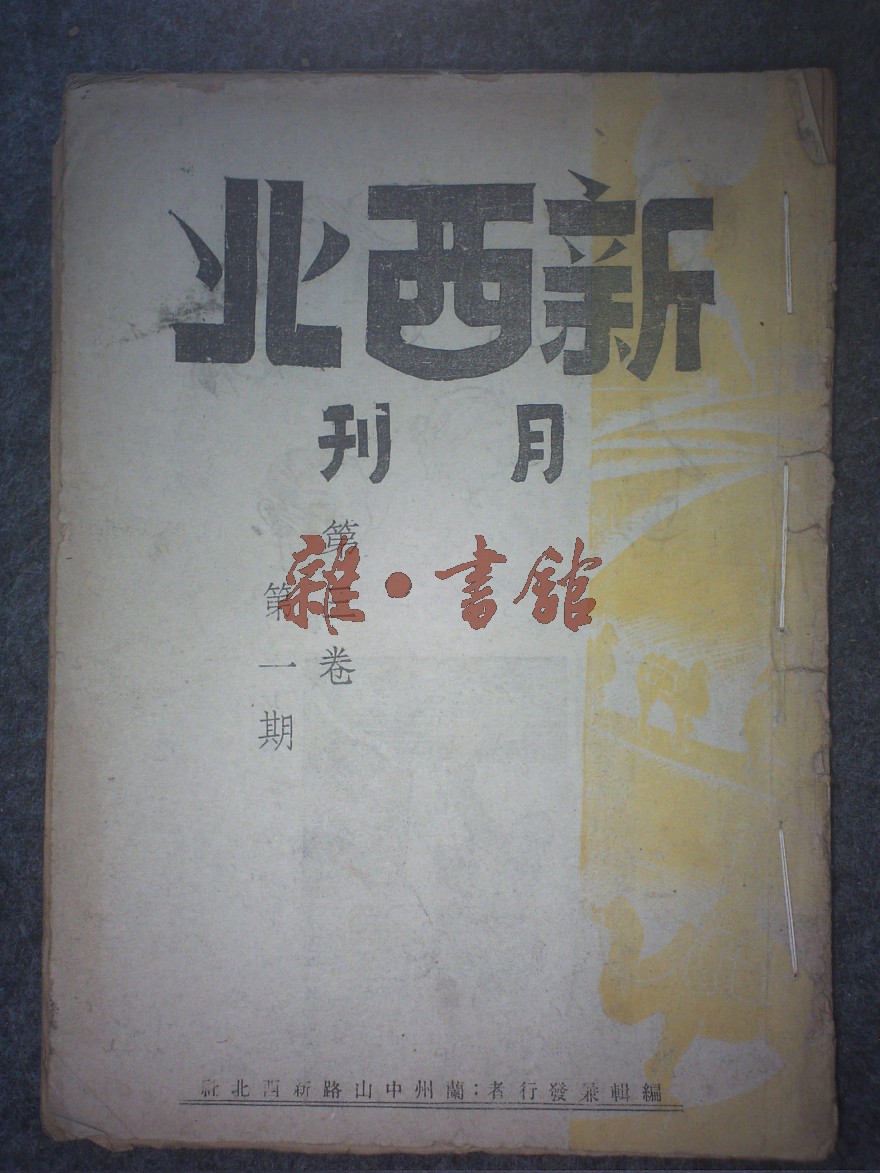 新西北
月刊
第三卷
第一期
雜·書館
編輯兼發行者:蘭州中山路新西北社